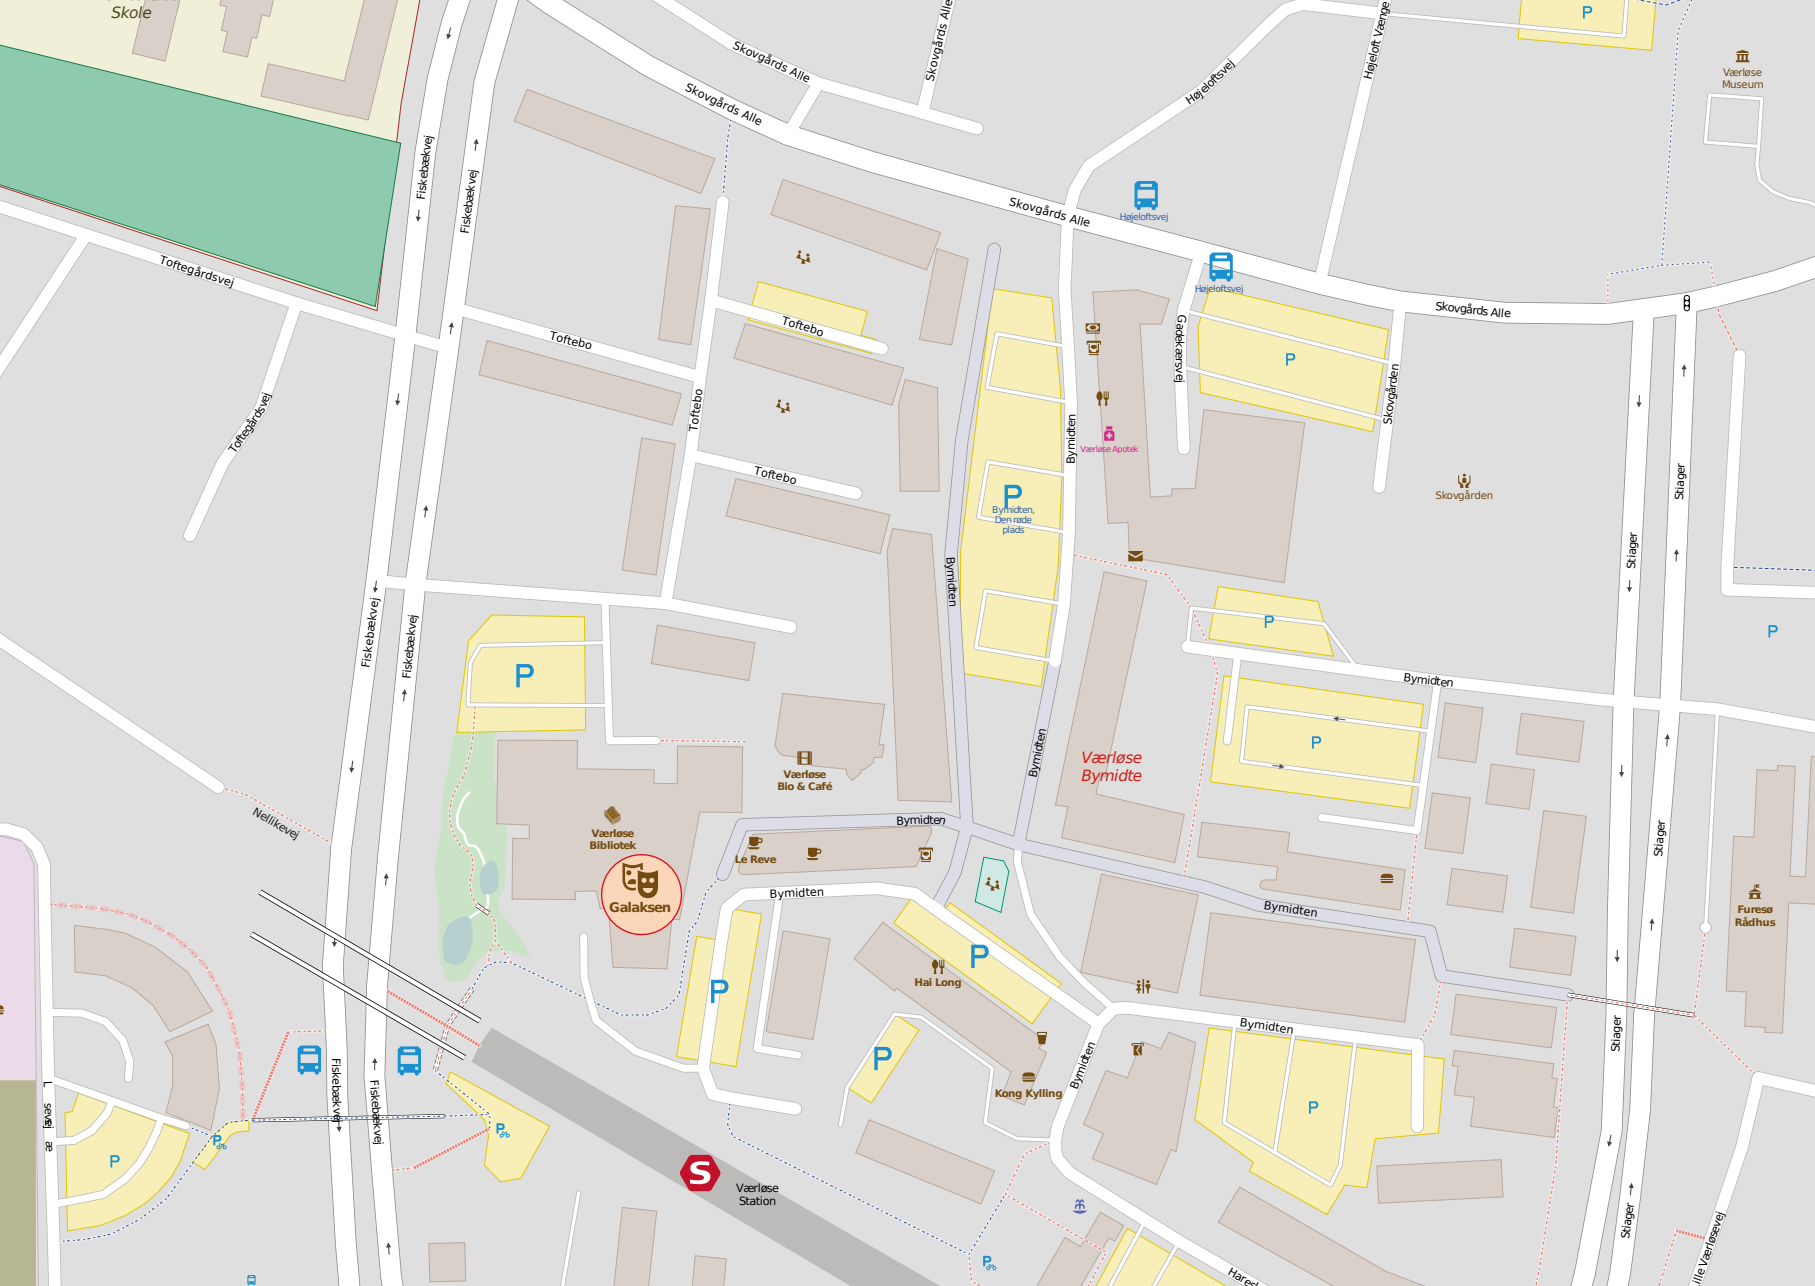 Skole
P
Værløse
Museum
Skovgårds Alle
Skovgårds Alle
Højeloft Vænge
Højeloftsvej
Skovgårds Alle
Fiskebækvej
Fiskebækvej
Højeloftsvej
Skovgårds Alle
Toftegårdsvej
Højeloftsvej
Skovgårds Alle
Toftebo
Toftebo
Gadekærsvej
P
Skovgården
Toftebo
Toftegårdsvej
Bymidten
Værløse Apotek
Toftebo
Stiager
Skovgården
P
Bymidten,
Den røde
plads
Stiager
Bymidten
Fiskebækvej
Fiskebækvej
P
P
P
Bymidten
Bymidten
Værløse
Bymidte
P
Værløse
Bio & Café
Nellikevej
Værløse
Bibliotek
Bymidten
Stiager
Le Reve
Galaksen
Bymidten
Bymidten
Furesø
Rådhus
P
Hai Long
P
Bymidten
Stiager
P
Bymidten
Fiskebækvej
Fiskebækvej
Kong Kylling
P
P
P
P
S
Værløse
Station
Stiager
P
Lille Værløsevej